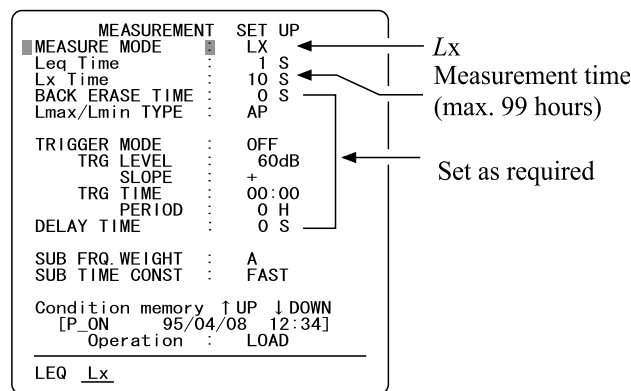 MEASUREMENT SET UP
MEASURE MODE : LX
Leq Time : 1 S
Lx Time : 10 S
BACK ERASE TIME : 0 S
Lmax/Lmin TYPE : AP
TRIGGER MODE : OFF
TRG LEVEL : 60dB
SLOPE : +
TRG TIME : 00:00
PERIOD : 0 H
DELAY TIME : 0 S
SUB FRQ.WEIGHT : A
SUB TIME CONST : FAST
Condition memory ↑UP ↓DOWN
[P_ON 95/04/08 12:34]
Operation : LOAD
LEQ Lx
Lx
Measurement time
(max. 99 hours)
Set as required